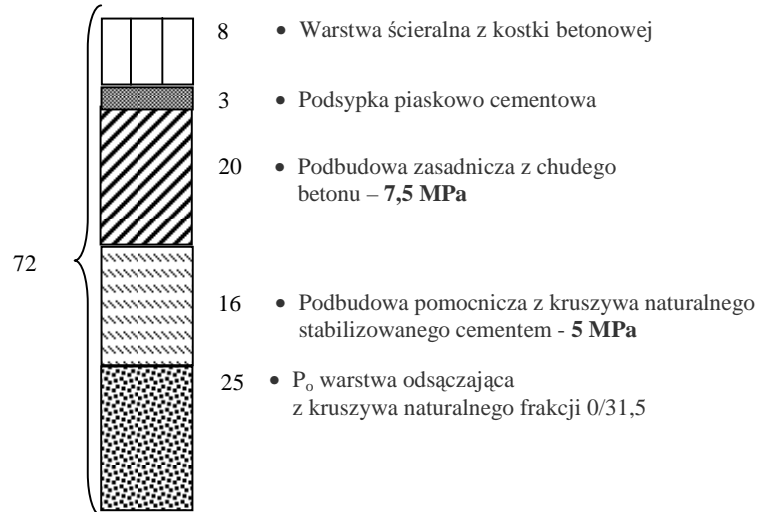 8 • Warstwa ścieralna z kostki betonowej
3 • Podsypka piaskowo cementowa
20 • Podbudowa zasadnicza z chudego
betonu – 7,5 MPa
72
16 • Podbudowa pomocnicza z kruszywa naturalnego
stabilizowanego cementem - 5 MPa
25 • Po warstwa odsączająca
z kruszywa naturalnego frakcji 0/31,5